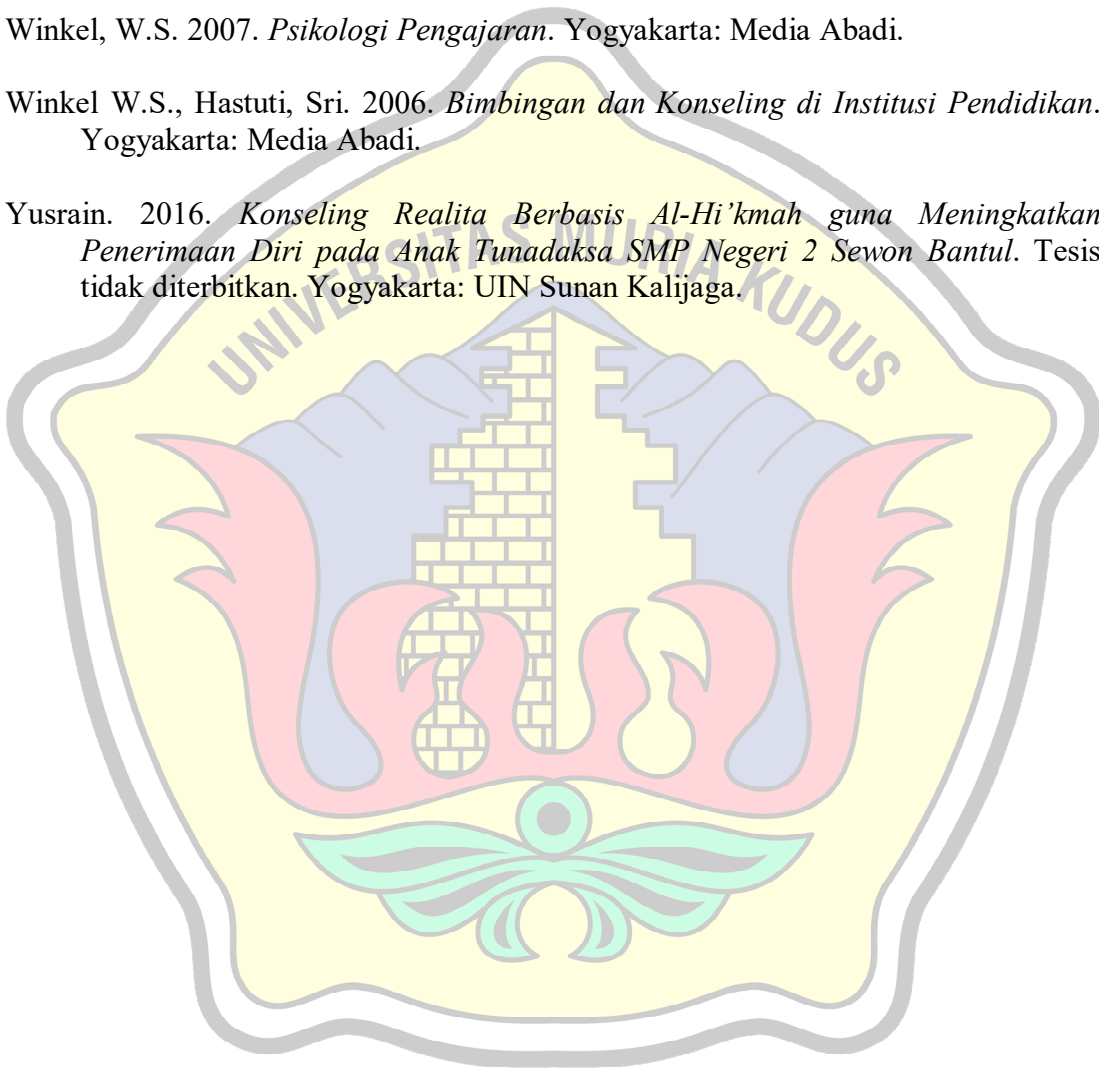 Winkel, W.S. 2007. Psikologi Pengajaran. Yogyakarta: Media Abadi.
Winkel W.S., Hastuti, Sri. 2006. Bimbingan dan Konseling di Institusi Pendidikan.
Yogyakarta: Media Abadi.
Yusrain. 2016. Konseling Realita Berbasis Al-Hi’kmah guna Meningkatkan
Penerimaan Diri pada Anak Tunadaksa SMP Negeri 2 Sewon Bantul. Tesis
tidak diterbitkan. Yogyakarta: UIN Sunan Kalijaga.
UNIVERSITAS MURIA KUDUS